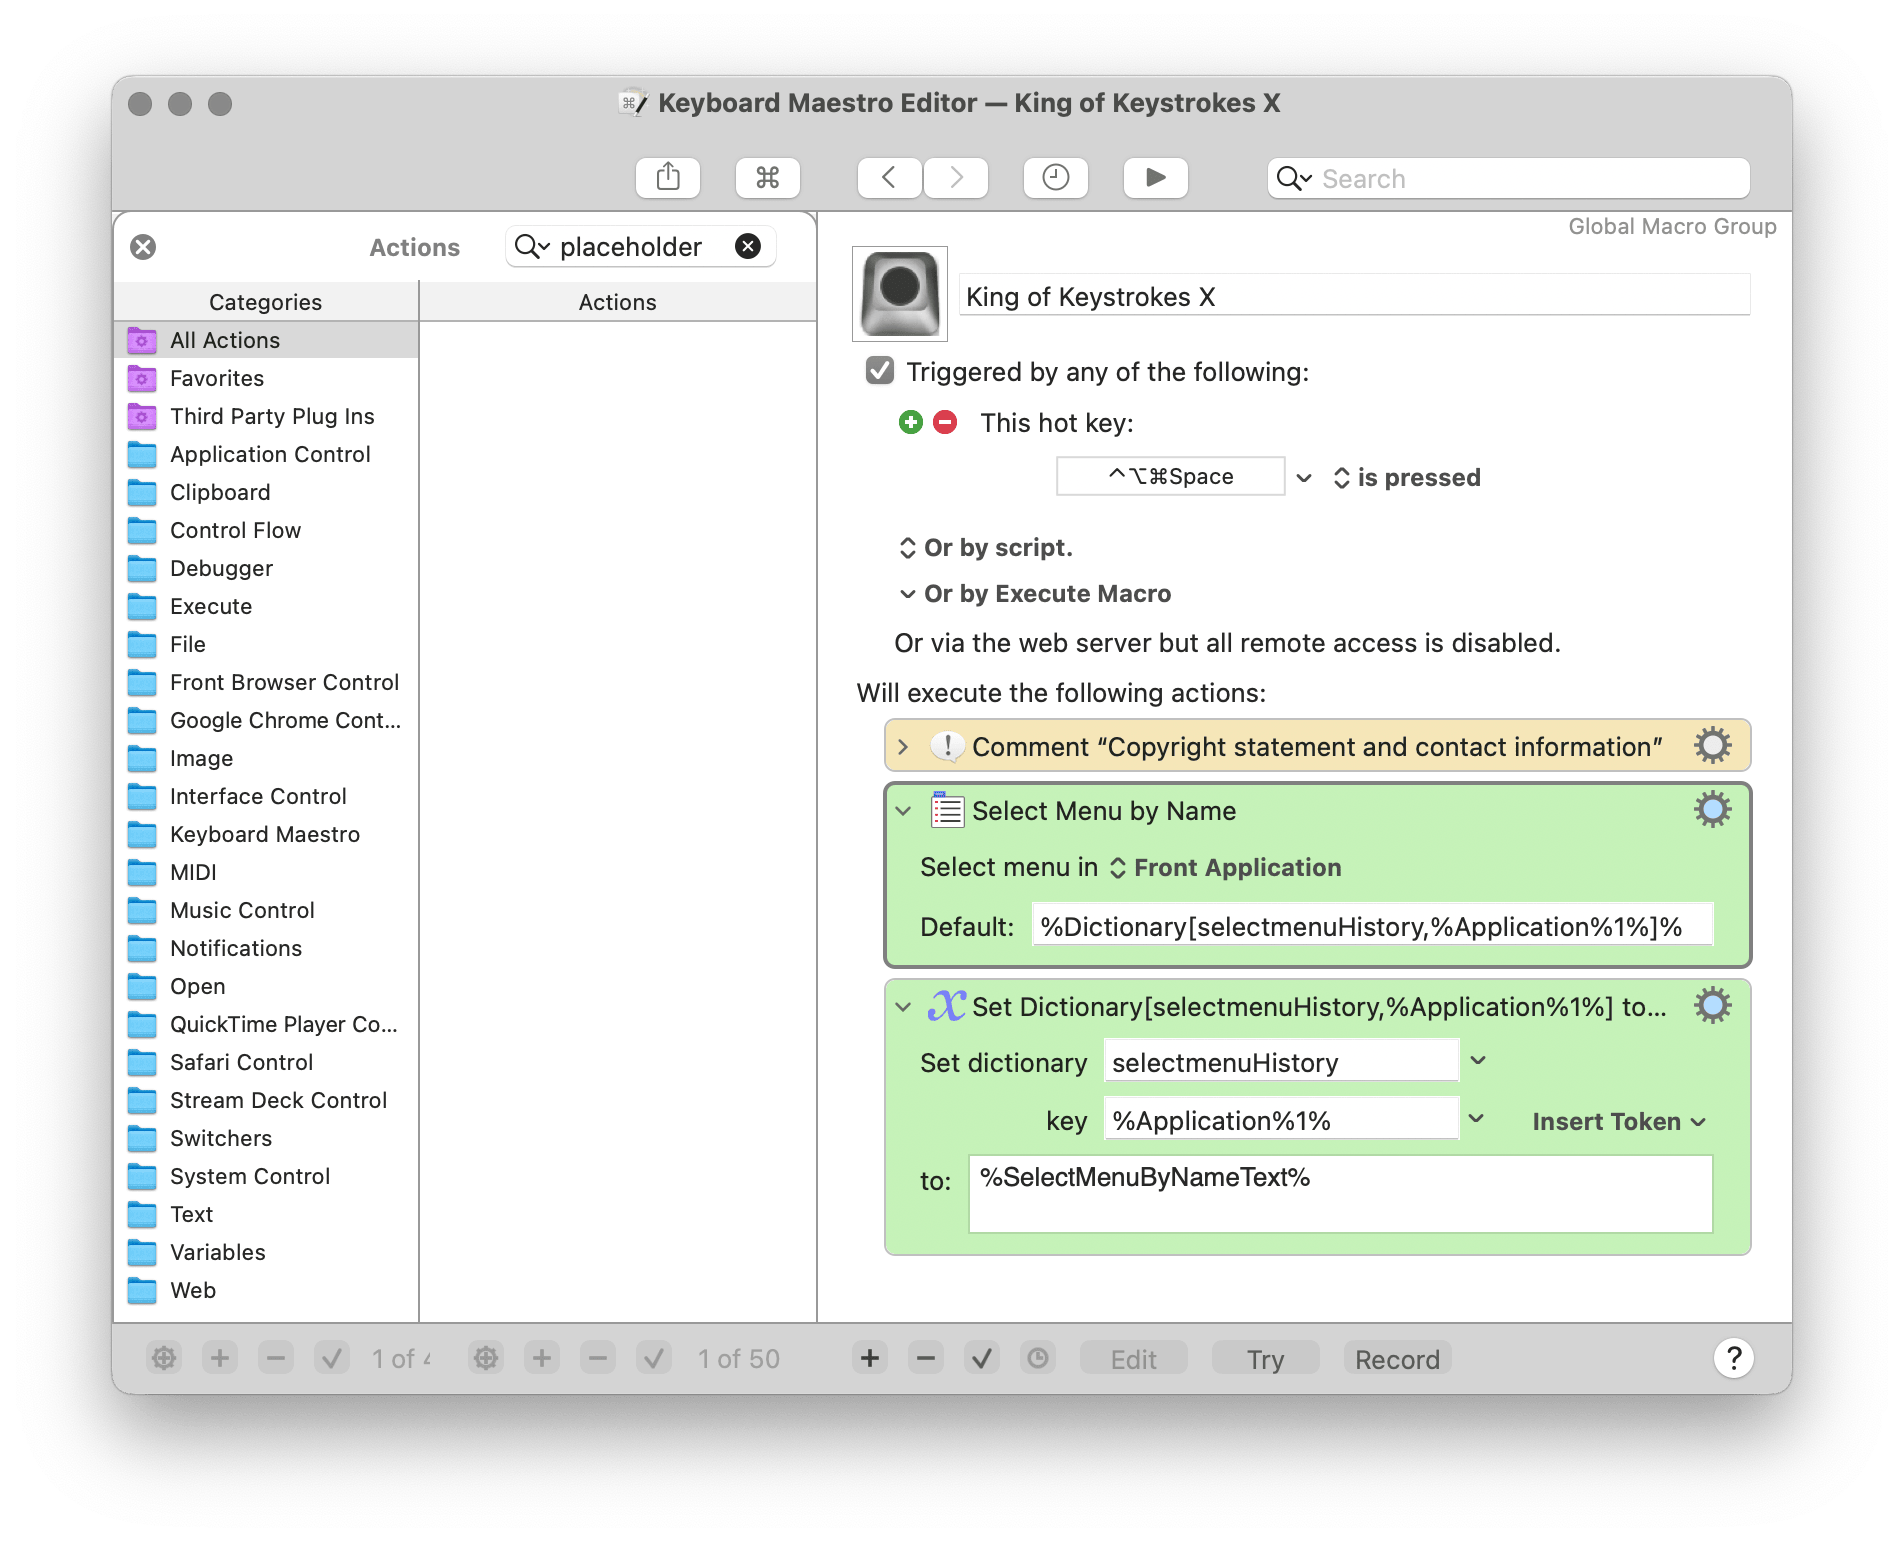 Keyboard Maestro Editor — King of Keystrokes X
Search
Actions
placeholder
Categories
Actions
All Actions
Favorites
Third Party Plug Ins
Application Control
Clipboard
Control Flow
Debugger
Execute
File
Front Browser Control
Google Chrome Cont...
Image
Interface Control
Keyboard Maestro
MIDI
Music Control
Notifications
Open
QuickTime Player Co...
Safari Control
Stream Deck Control
Switchers
System Control
Text
Variables
Web
1 of
1 of 50
Global Macro Group
King of Keystrokes X
Triggered by any of the following:
This hot key:
^⌥⌘Space
is pressed
Or by script.
Or by Execute Macro
Or via the web server but all remote access is disabled.
Will execute the following actions:
Comment “Copyright statement and contact information”
Select Menu by Name
Select menu in Front Application
Default: %Dictionary[selectmenuHistory,%Application%1%]%
Set Dictionary[selectmenuHistory,%Application%1%] to...
Set dictionary selectmenuHistory
key %Application%1% Insert Token
to: %SelectMenuByNameText%
Edit
Try
Record
?